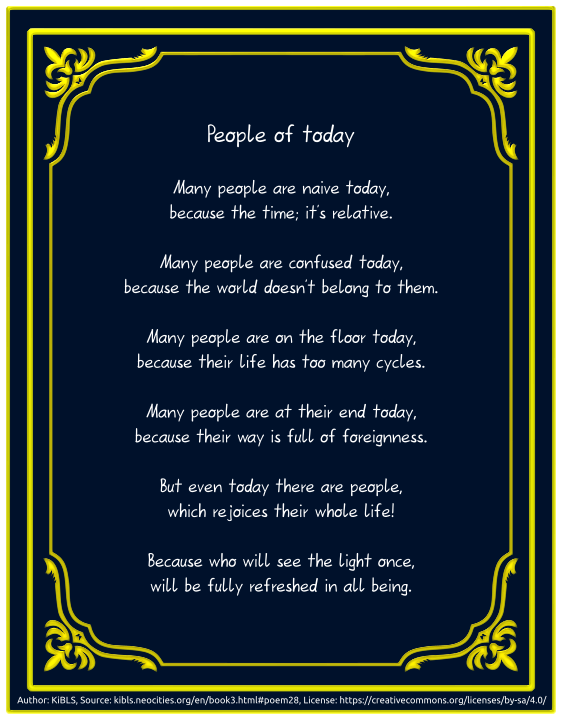 People of today
Many people are naive today,
because the time; it's relative.
Many people are confused today,
because the world doesn't belong to them.
Many people are on the floor today,
because their life has too many cycles.
Many people are at their end today,
because their way is full of foreignness.
But even today there are people,
which rejoices their whole life!
Because who will see the light once,
will be fully refreshed in all being.
Author: KiBLS, Source: kibls.neocities.org/en/book3.html#poem28, License: https://creativecommons.org/licenses/by-sa/4.0/